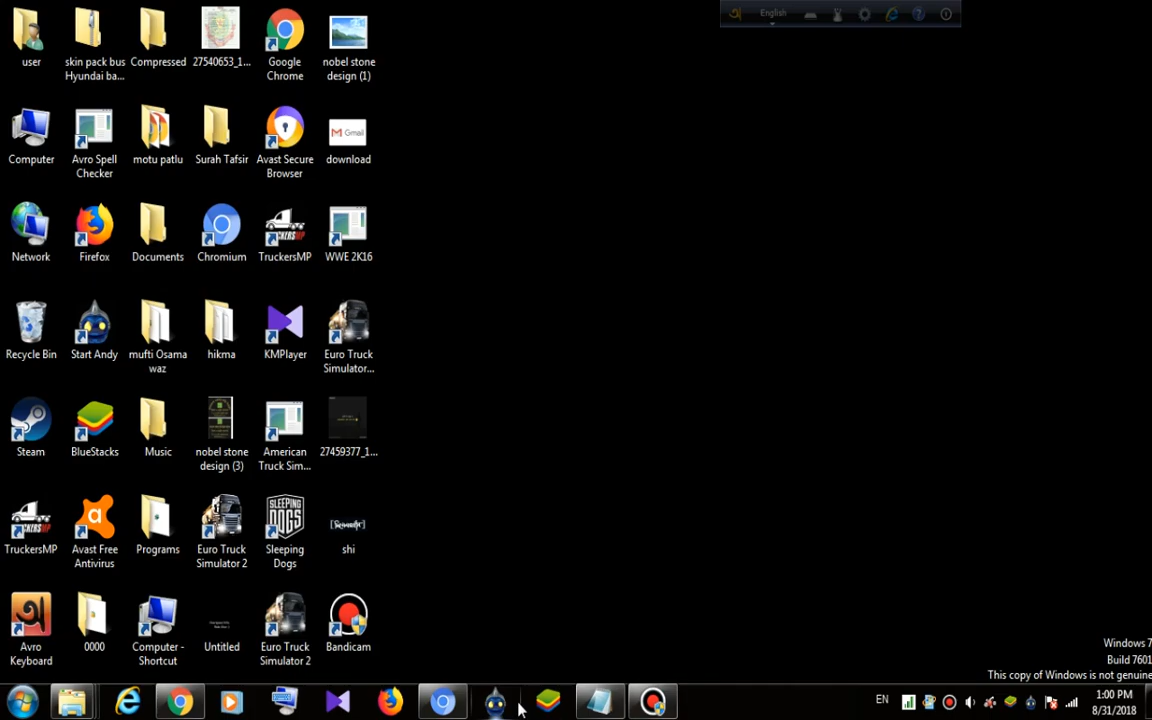 English
user
skin pack bus
Hyundai ba...
Compressed
27540653_1...
Google
Chrome
nobel stone
design (1)
Computer
Avro Spell
Checker
motu patlu
Surah Tafsir
Avast Secure
Browser
M Gmail
download
Network
Firefox
Documents
Chromium
TruckersMP
WWE 2K16
Recycle Bin
Start Andy
mufti Osama
waz
hikma
KMPlayer
Euro Truck
Simulator...
Steam
BlueStacks
Music
nobel stone
design (3)
American
Truck Sim...
27459377_1...
TruckersMP
Avast Free
Antivirus
Programs
Euro Truck
Simulator 2
SLEEPING
DOGS
Sleeping
Dogs
shi
Avro
Keyboard
0000
Computer -
Shortcut
Untitled
Euro Truck
Simulator 2
Bandicam
Windows 7
Build 7601
This copy of Windows is not genuine
EN
1:00 PM
8/31/2018